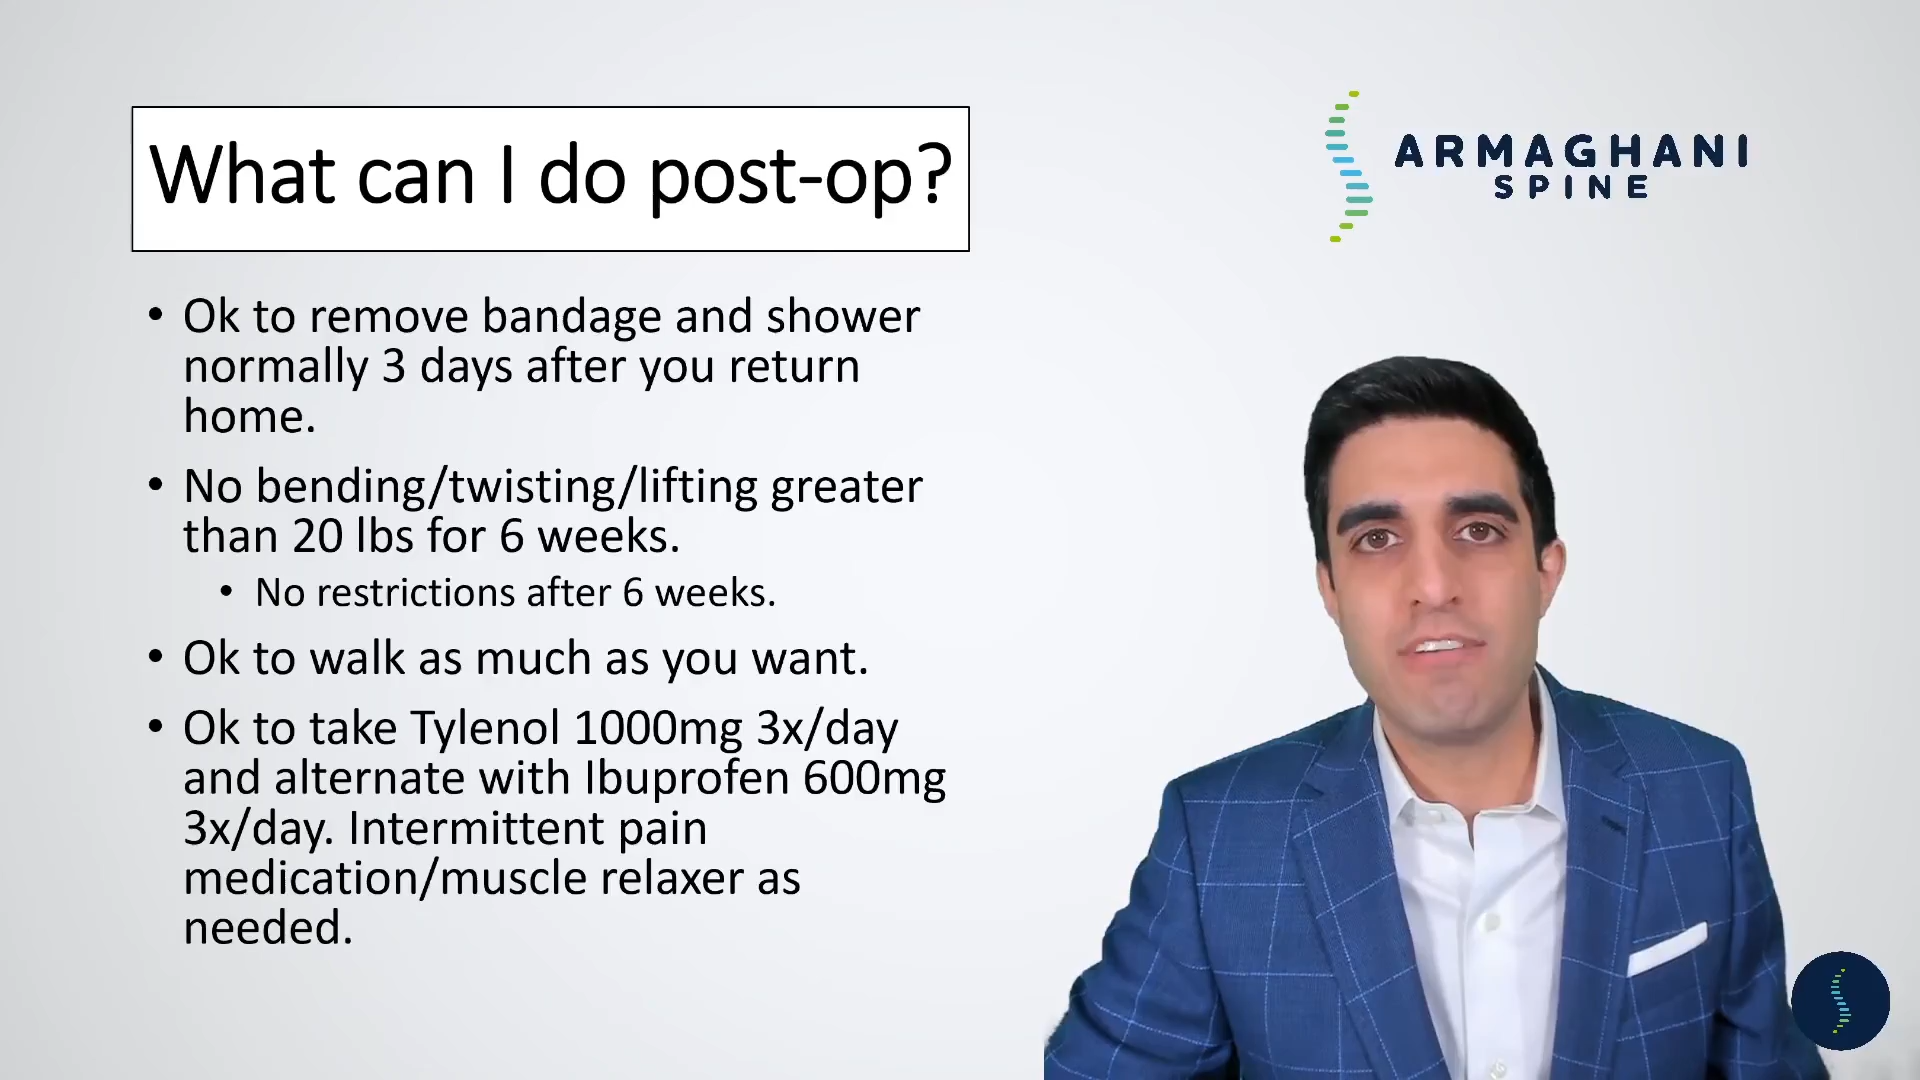 What can I do post-op?
ARMAGHANI
SPINE
• Ok to remove bandage and shower
normally 3 days after you return
home.
• No bending/twisting/lifting greater
than 20 lbs for 6 weeks.
• No restrictions after 6 weeks.
• Ok to walk as much as you want.
• Ok to take Tylenol 1000mg 3x/day
and alternate with Ibuprofen 600mg
3x/day. Intermittent pain
medication/muscle relaxer as
needed.